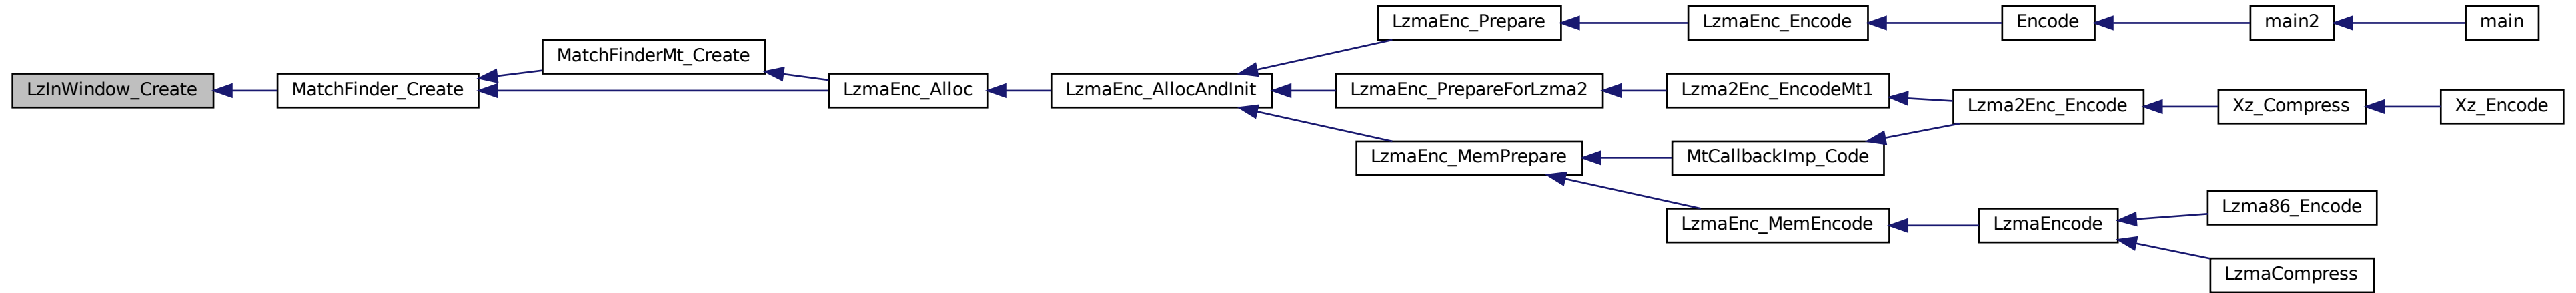 LzInWindow_Create
MatchFinder_Create
MatchFinderMt_Create
LzmaEnc_Alloc
LzmaEnc_AllocAndInit
LzmaEnc_Prepare
LzmaEnc_Encode
Encode
main2
main
LzmaEnc_PrepareForLzma2
Lzma2Enc_EncodeMt1
Lzma2Enc_Encode
Xz_Compress
Xz_Encode
LzmaEnc_MemPrepare
MtCallbackImp_Code
LzmaEnc_MemEncode
LzmaEncode
Lzma86_Encode
LzmaCompress